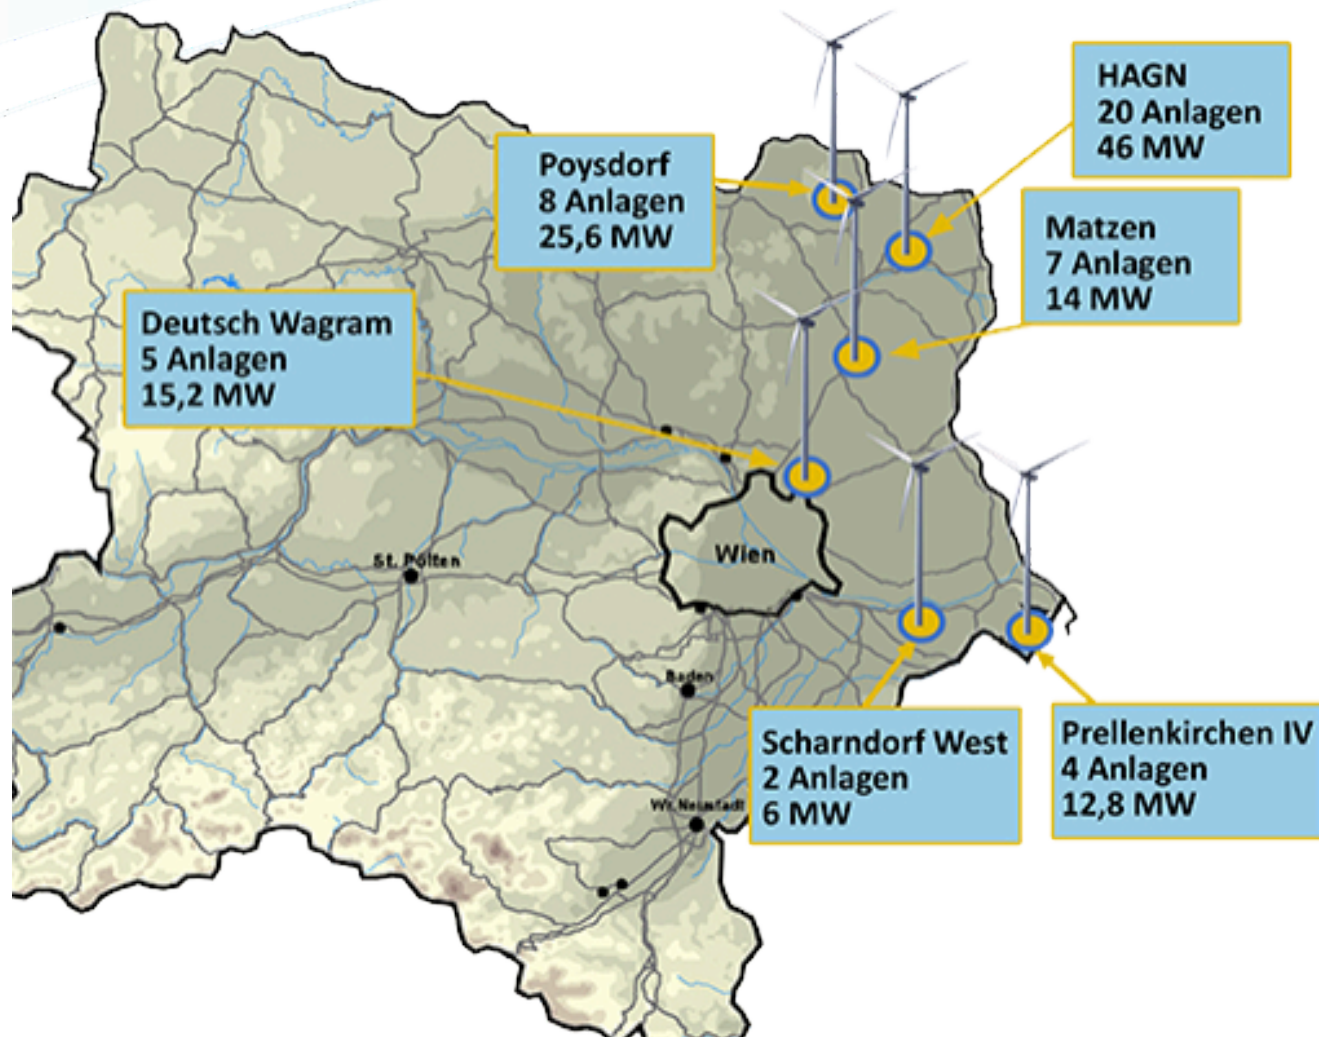 HAGN
20 Anlagen
46 MW
Poysdorf
8 Anlagen
25,6 MW
Matzen
7 Anlagen
14 MW
Deutsch Wagram
5 Anlagen
15,2 MW
Wien
St. Pölten
Baden
Wr. Neustadt
Scharndorf West
2 Anlagen
6 MW
Prellenkirchen IV
4 Anlagen
12,8 MW